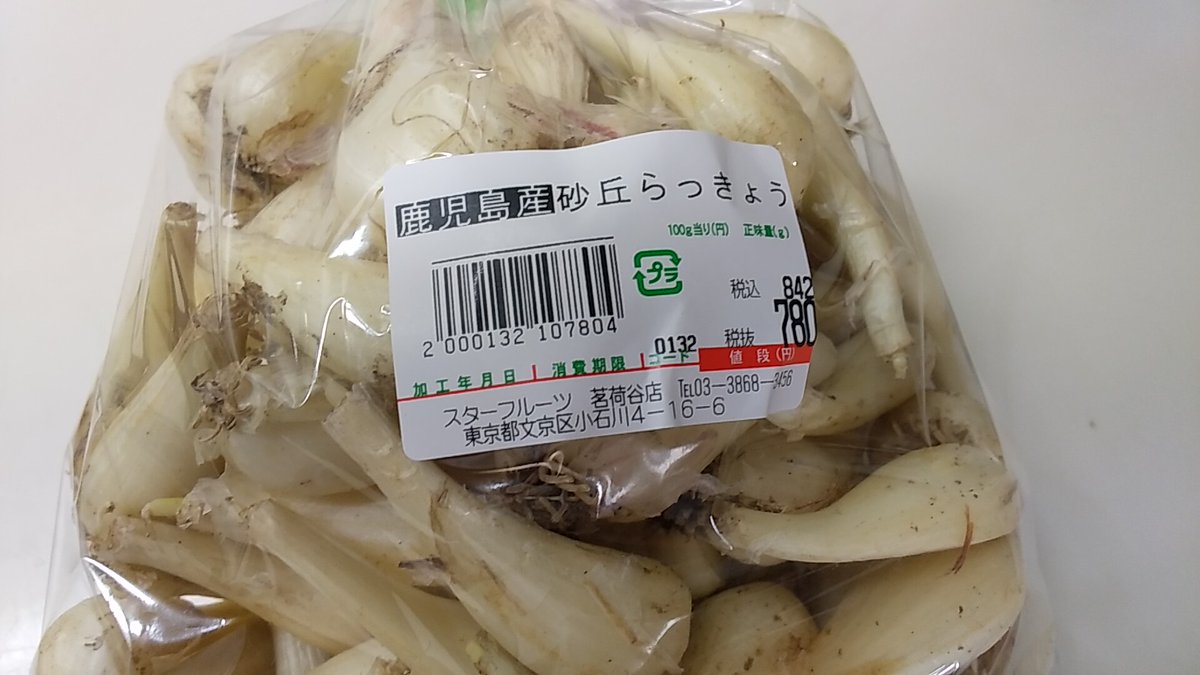 鹿児島産砂丘らっきょう
100g当り(円) 正味量(g)
プラ
税込 842
税抜 780
2 000132 107804
0132
加工年月日 消費期限 コード 値段(円)
スターフルーツ 茗荷谷店 TEL03-3868-2456
東京都文京区小石川4-16-6